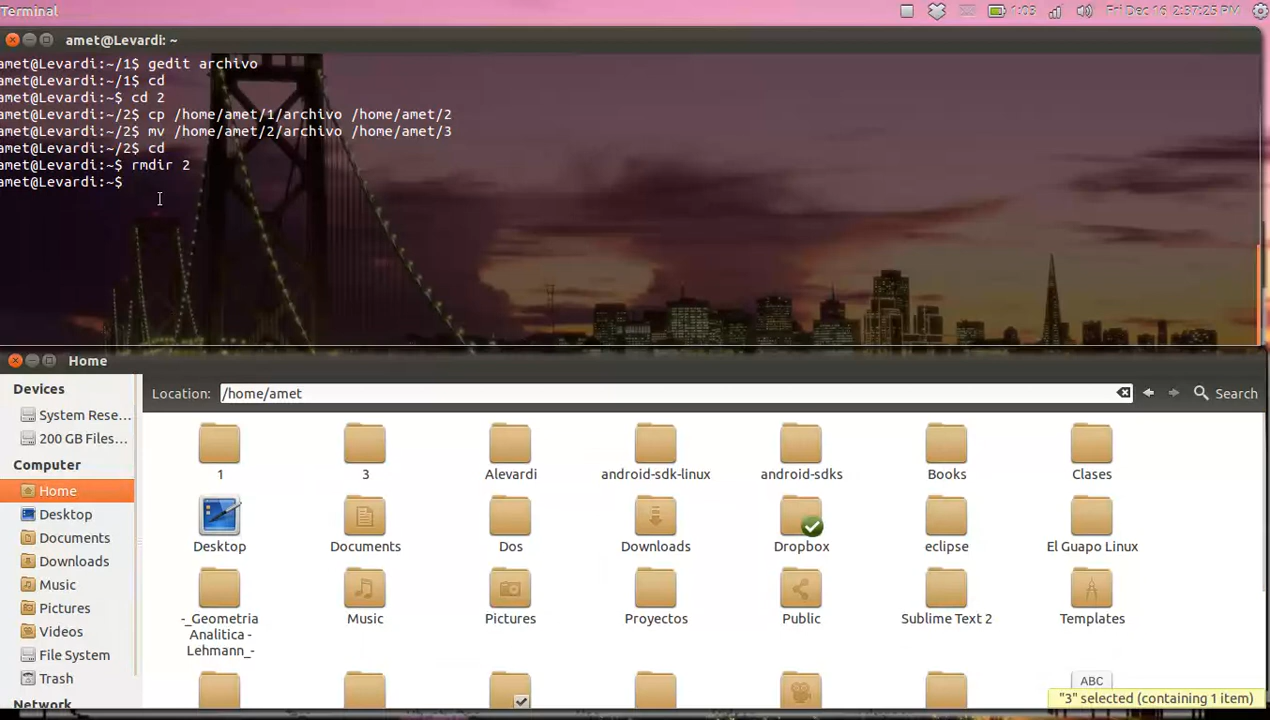 Terminal
1:03
Fri Dec 16, 2:37:25 PM
amet@Levardi: ~
amet@Levardi:~/1$ gedit archivo
amet@Levardi:~/1$ cd
amet@Levardi:~$ cd 2
amet@Levardi:~/2$ cp /home/amet/1/archivo /home/amet/2
amet@Levardi:~/2$ mv /home/amet/2/archivo /home/amet/3
amet@Levardi:~/2$ cd
amet@Levardi:~$ rmdir 2
amet@Levardi:~$
Home
Devices
System Rese...
200 GB Files...
Computer
Home
Desktop
Documents
Downloads
Music
Pictures
Videos
File System
Trash
Network
Location: /home/amet
Search
1
3
Alevardi
android-sdk-linux
android-sdks
Books
Clases
Desktop
Documents
Dos
Downloads
Dropbox
eclipse
El Guapo Linux
-_Geometria
Analitica -
Lehmann_-
Music
Pictures
Proyectos
Public
Sublime Text 2
Templates
ABC
"3" selected (containing 1 item)